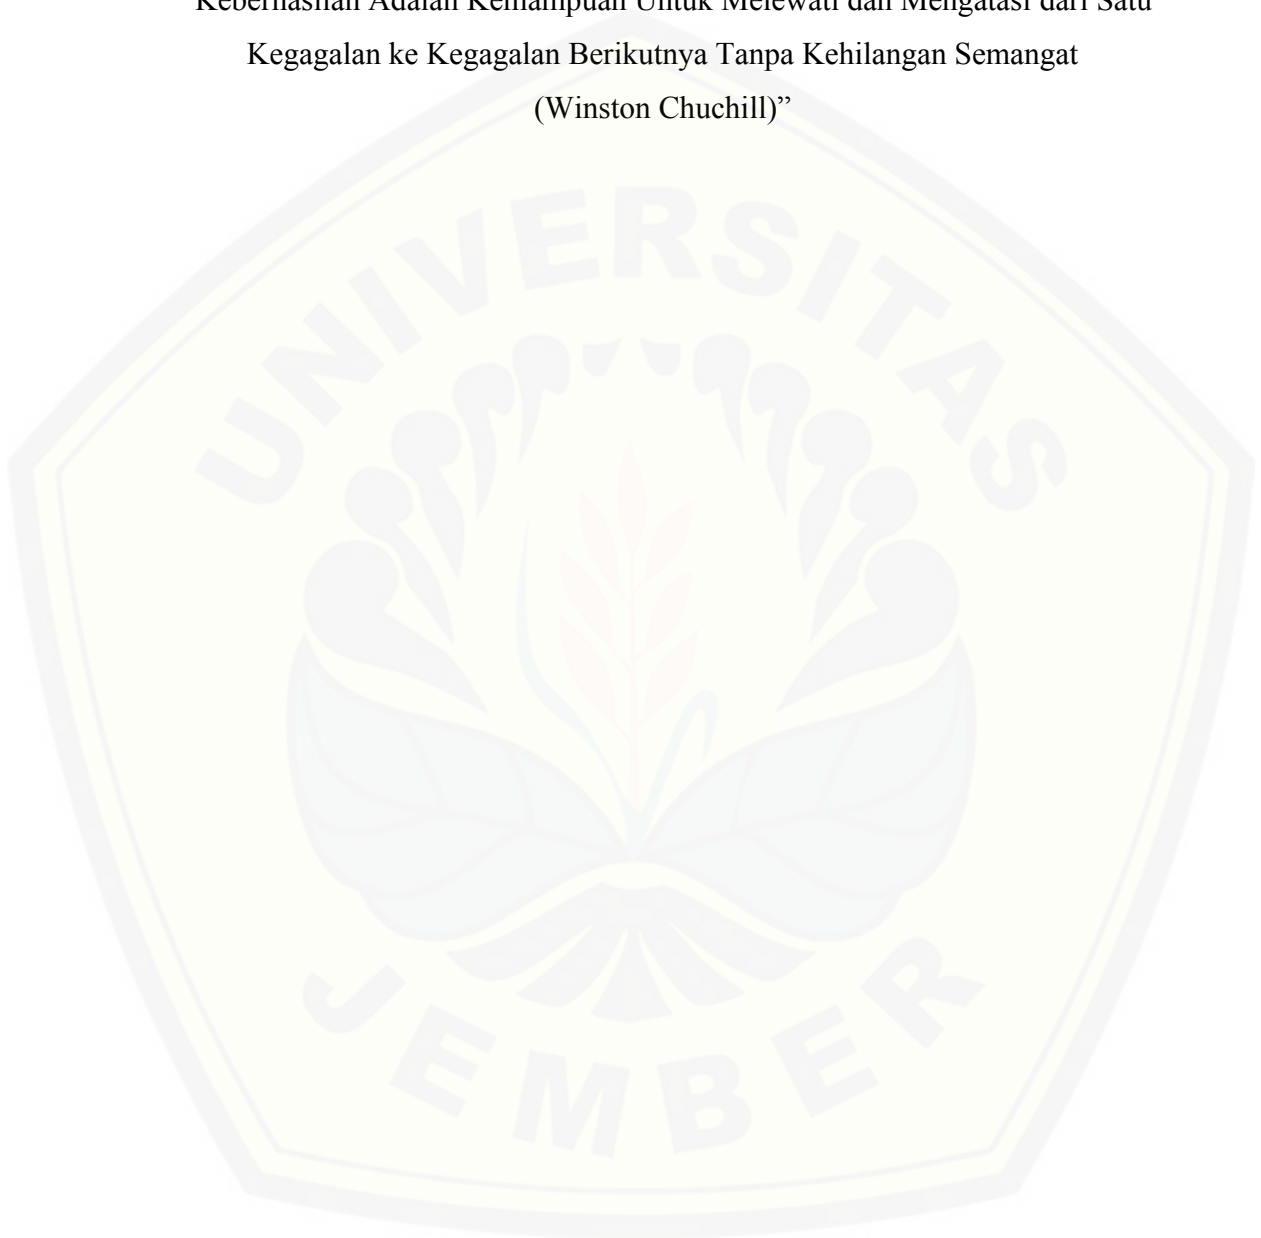 Keberhasilan Adalah Kemampuan Untuk Melewati dan Mengatasi dari Satu
Kegagalan ke Kegagalan Berikutnya Tanpa Kehilangan Semangat
(Winston Chuchill)”
UNIVERSITAS
JEMBER